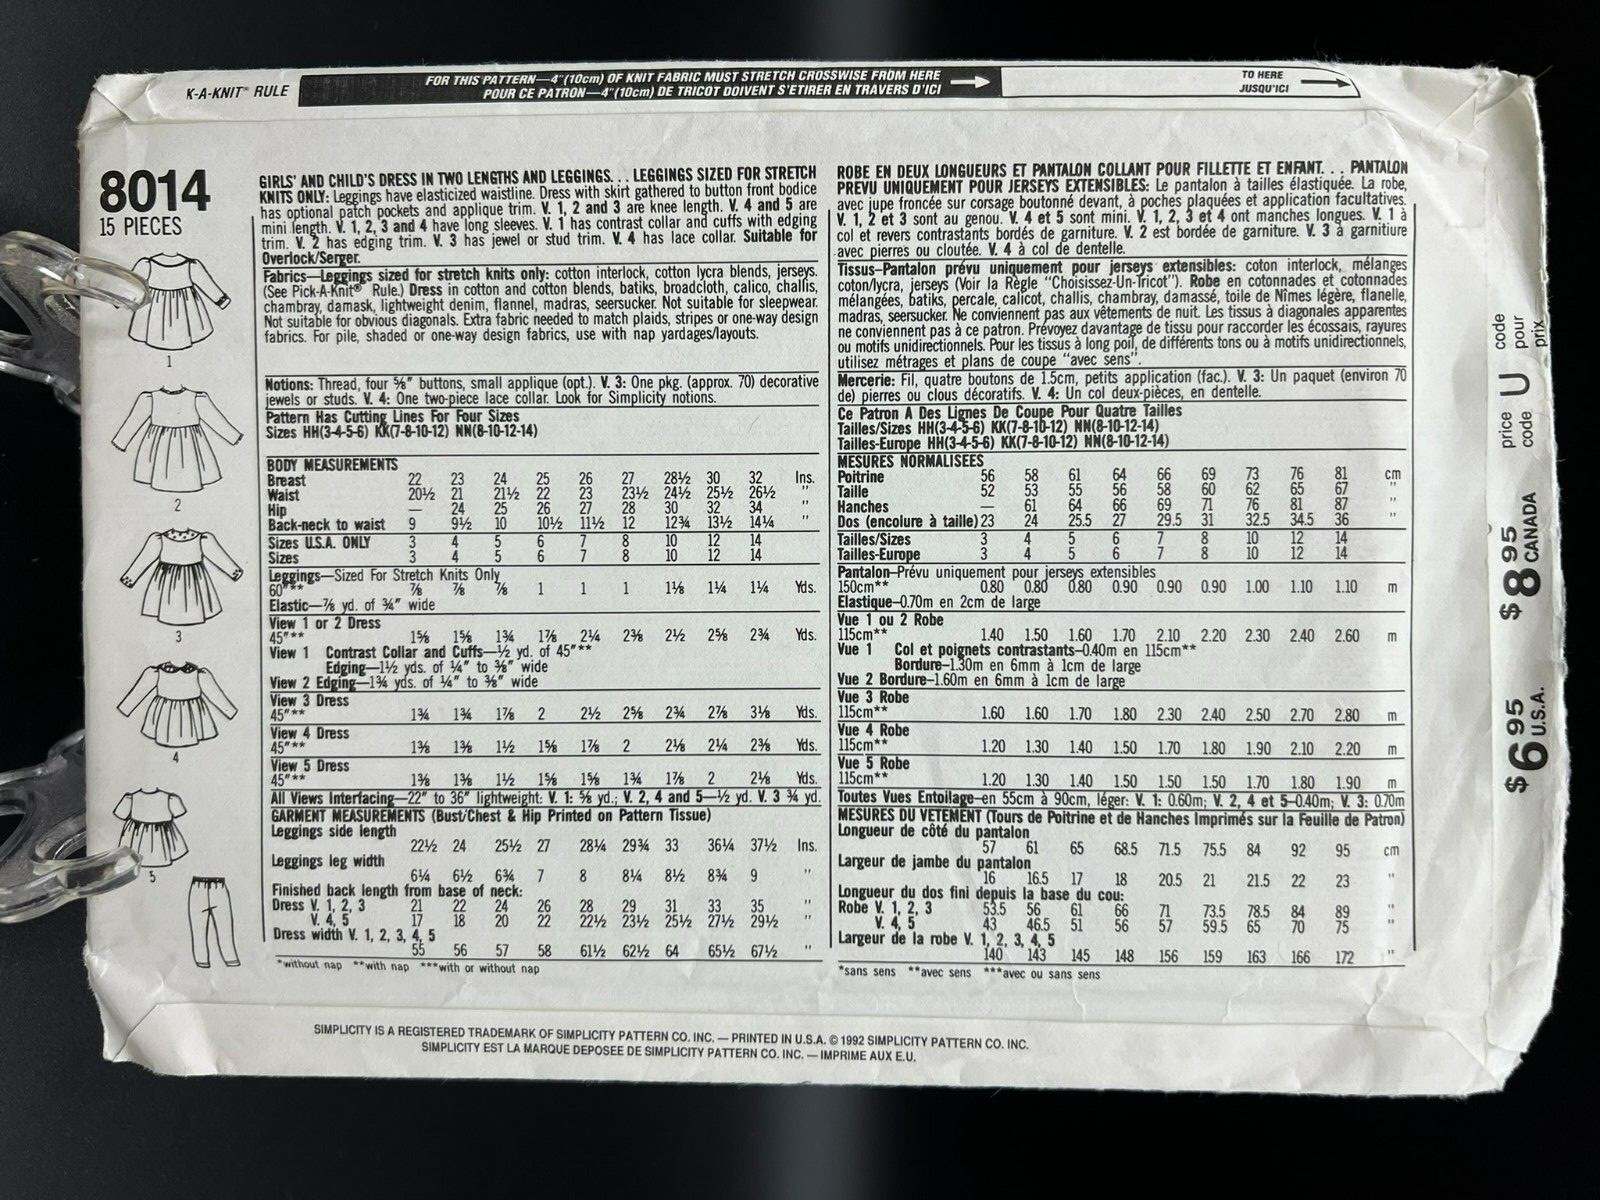 K-A-KNIT® RULE
FOR THIS PATTERN—4"(10cm) OF KNIT FABRIC MUST STRETCH CROSSWISE FROM HERE
POUR CE PATRON—4"(10cm) DE TRICOT DOIVENT S'ETIRER EN TRAVERS D'ICI
TO HERE
JUSQU'ICI
8014
15 PIECES
1
2
3
4
5
GIRLS' AND CHILD'S DRESS IN TWO LENGTHS AND LEGGINGS. . . LEGGINGS SIZED FOR STRETCH
KNITS ONLY: Leggings have elasticized waistline. Dress with skirt gathered to button front bodice
has optional patch pockets and applique trim. V. 1, 2 and 3 are knee length. V. 4 and 5 are
mini length. V. 1, 2, 3 and 4 have long sleeves. V. 1 has contrast collar and cuffs with edging
trim. V. 2 has edging trim. V. 3 has jewel or stud trim. V. 4 has lace collar. Suitable for
Overlock/Serger.
Fabrics—Leggings sized for stretch knits only: cotton interlock, cotton lycra blends, jerseys.
(See Pick-A-Knit® Rule.) Dress in cotton and cotton blends, batiks, broadcloth, calico, challis,
chambray, damask, lightweight denim, flannel, madras, seersucker. Not suitable for sleepwear.
Not suitable for obvious diagonals. Extra fabric needed to match plaids, stripes or one-way design
fabrics. For pile, shaded or one-way design fabrics, use with nap yardages/layouts.
Notions: Thread, four ⅝" buttons, small applique (opt.). V. 3: One pkg. (approx. 70) decorative
jewels or studs. V. 4: One two-piece lace collar. Look for Simplicity notions.
Pattern Has Cutting Lines For Four Sizes
Sizes HH(3-4-5-6) KK(7-8-10-12) NN(8-10-12-14)
BODY MEASUREMENTS
Breast 22 23 24 25 26 27 28½ 30 32 Ins.
Waist 20½ 21 21½ 22 23 23½ 24½ 25½ 26½ "
Hip — 24 25 26 27 28 30 32 34 "
Back-neck to waist 9 9½ 10 10½ 11½ 12 12¾ 13½ 14¼ "
Sizes U.S.A. ONLY 3 4 5 6 7 8 10 12 14
Sizes 3 4 5 6 7 8 10 12 14
Leggings—Sized For Stretch Knits Only
60"** ⅞ ⅞ ⅞ 1 1 1 1⅛ 1¼ 1¼ Yds.
Elastic—⅞ yd. of ¾" wide
View 1 or 2 Dress
45"** 1⅝ 1⅝ 1¾ 1⅞ 2¼ 2⅜ 2½ 2⅝ 2¾ Yds.
View 1 Contrast Collar and Cuffs—½ yd. of 45"**
Edging—1½ yds. of ¼" to ⅜" wide
View 2 Edging—1¾ yds. of ¼" to ⅜" wide
View 3 Dress
45"** 1¾ 1¾ 1⅞ 2 2½ 2⅝ 2¾ 2⅞ 3⅛ Yds.
View 4 Dress
45"** 1⅜ 1⅜ 1½ 1⅝ 1⅞ 2 2⅛ 2¼ 2⅜ Yds.
View 5 Dress
45"** 1⅜ 1⅜ 1½ 1⅝ 1⅝ 1¾ 1⅞ 2 2⅛ Yds.
All Views Interfacing—22" to 36" lightweight: V. 1: ⅝ yd.; V. 2, 4 and 5—½ yd. V. 3 ¾ yd.
GARMENT MEASUREMENTS (Bust/Chest & Hip Printed on Pattern Tissue)
Leggings side length
22½ 24 25½ 27 28¼ 29¾ 33 36¼ 37½ Ins.
Leggings leg width
6¼ 6½ 6¾ 7 8 8¼ 8½ 8¾ 9 "
Finished back length from base of neck:
Dress V. 1, 2, 3 21 22 24 26 28 29 31 33 35 "
V. 4, 5 17 18 20 22 22½ 23½ 25½ 27½ 29½ "
Dress width V. 1, 2, 3, 4, 5
55 56 57 58 61½ 62½ 64 65½ 67½ "
*without nap **with nap ***with or without nap
ROBE EN DEUX LONGUEURS ET PANTALON COLLANT POUR FILLETTE ET ENFANT. . . PANTALON
PREVU UNIQUEMENT POUR JERSEYS EXTENSIBLES: Le pantalon à tailles élastiquée. La robe,
avec jupe froncée sur corsage boutonné devant, à poches plaquées et application facultatives.
V. 1, 2 et 3 sont au genou. V. 4 et 5 sont mini. V. 1, 2, 3 et 4 ont manches longues. V. 1 à
col et revers contrastants bordés de garniture. V. 2 est bordée de garniture. V. 3 à garnitiure
avec pierres ou cloutée. V. 4 à col de dentelle.
Tissus-Pantalon prévu uniquement pour jerseys extensibles: coton interlock, mélanges
coton/lycra, jerseys (Voir la Règle "Choisissez-Un-Tricot"). Robe en cotonnades et cotonnades
mélangées, batiks, percale, calicot, challis, chambray, damassé, toile de Nîmes légère, flanelle,
madras, seersucker. Ne conviennent pas aux vêtements de nuit. Les tissus à diagonales apparentes
ne conviennent pas à ce patron. Prévoyez davantage de tissu pour raccorder les écossais, rayures
ou motifs unidirectionnels. Pour les tissus à long poil, de différents tons ou à motifs unidirectionnels,
utilisez métrages et plans de coupe "avec sens".
Mercerie: Fil, quatre boutons de 1.5cm, petits application (fac.). V. 3: Un paquet (environ 70
de) pierres ou clous décoratifs. V. 4: Un col deux-pièces, en dentelle.
Ce Patron A Des Lignes De Coupe Pour Quatre Tailles
Tailles/Sizes HH(3-4-5-6) KK(7-8-10-12) NN(8-10-12-14)
Tailles-Europe HH(3-4-5-6) KK(7-8-10-12) NN(8-10-12-14)
MESURES NORMALISEES
Poitrine 56 58 61 64 66 69 73 76 81 cm
Taille 52 53 55 56 58 60 62 65 67 "
Hanches — 61 64 66 69 71 76 81 87 "
Dos (encolure à taille) 23 24 25.5 27 29.5 31 32.5 34.5 36 "
Tailles/Sizes 3 4 5 6 7 8 10 12 14
Tailles-Europe 3 4 5 6 7 8 10 12 14
Pantalon-Prévu uniquement pour jerseys extensibles
150cm** 0.80 0.80 0.80 0.90 0.90 0.90 1.00 1.10 1.10 m
Elastique-0.70m en 2cm de large
Vue 1 ou 2 Robe
115cm** 1.40 1.50 1.60 1.70 2.10 2.20 2.30 2.40 2.60 m
Vue 1 Col et poignets contrastants-0.40m en 115cm**
Bordure-1.30m en 6mm à 1cm de large
Vue 2 Bordure-1.60m en 6mm à 1cm de large
Vue 3 Robe
115cm** 1.60 1.60 1.70 1.80 2.30 2.40 2.50 2.70 2.80 m
Vue 4 Robe
115cm** 1.20 1.30 1.40 1.50 1.70 1.80 1.90 2.10 2.20 m
Vue 5 Robe
115cm** 1.20 1.30 1.40 1.50 1.50 1.50 1.70 1.80 1.90 m
Toutes Vues Entoilage-en 55cm à 90cm, léger: V. 1: 0.60m; V. 2, 4 et 5-0.40m; V. 3: 0.70m
MESURES DU VETEMENT (Tours de Poitrine et de Hanches Imprimés sur la Feuille de Patron)
Longueur de côté du pantalon
57 61 65 68.5 71.5 75.5 84 92 95 cm
Largeur de jambe du pantalon
16 16.5 17 18 20.5 21 21.5 22 23 "
Longueur du dos fini depuis la base du cou:
Robe V. 1, 2, 3 53.5 56 61 66 71 73.5 78.5 84 89 "
V. 4, 5 43 46.5 51 56 57 59.5 65 70 75 "
Largeur de la robe V. 1, 2, 3, 4, 5
140 143 145 148 156 159 163 166 172 "
*sans sens **avec sens ***avec ou sans sens
price code U code pour prix
$6.95 U.S.A. $8.95 CANADA
SIMPLICITY IS A REGISTERED TRADEMARK OF SIMPLICITY PATTERN CO. INC. — PRINTED IN U.S.A. © 1992 SIMPLICITY PATTERN CO. INC.
SIMPLICITY EST LA MARQUE DEPOSEE DE SIMPLICITY PATTERN CO. INC. — IMPRIME AUX E.U.